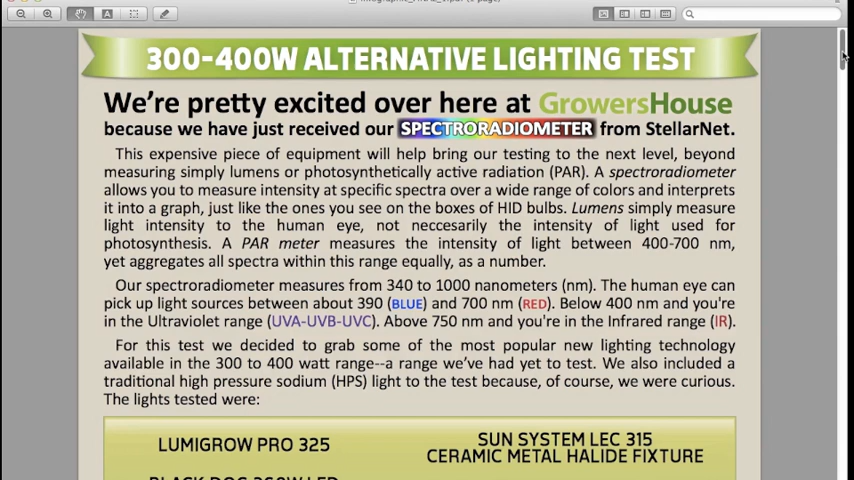 300-400W ALTERNATIVE LIGHTING TEST
We're pretty excited over here at GrowersHouse
because we have just received our SPECTRORADIOMETER from StellarNet.
This expensive piece of equipment will help bring our testing to the next level, beyond
measuring simply lumens or photosynthetically active radiation (PAR). A spectroradiometer
allows you to measure intensity at specific spectra over a wide range of colors and interprets
it into a graph, just like the ones you see on the boxes of HID bulbs. Lumens simply measure
light intensity to the human eye, not neccesarily the intensity of light used for
photosynthesis. A PAR meter measures the intensity of light between 400-700 nm,
yet aggregates all spectra within this range equally, as a number.
Our spectroradiometer measures from 340 to 1000 nanometers (nm). The human eye can
pick up light sources between about 390 (BLUE) and 700 nm (RED). Below 400 nm and you're
in the Ultraviolet range (UVA-UVB-UVC). Above 750 nm and you're in the Infrared range (IR).
For this test we decided to grab some of the most popular new lighting technology
available in the 300 to 400 watt range--a range we've had yet to test. We also included a
traditional high pressure sodium (HPS) light to the test because, of course, we were curious.
The lights tested were:
LUMIGROW PRO 325
SUN SYSTEM LEC 315
CERAMIC METAL HALIDE FIXTURE